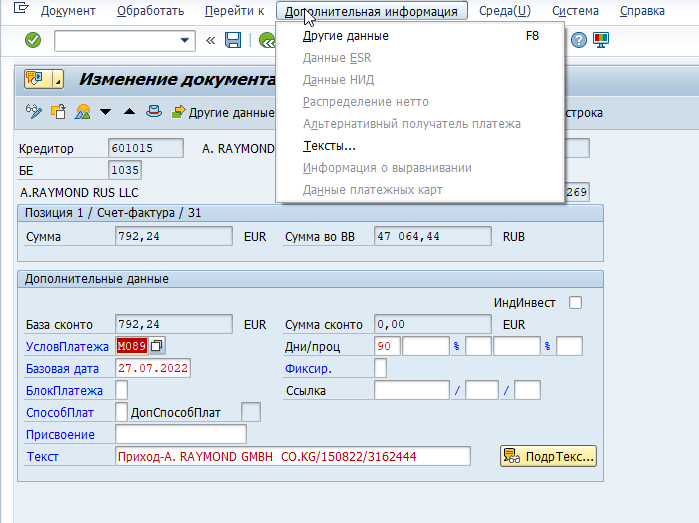 Документ Обработать Перейти к Дополнительная информация Среда(U) Система Справка
Другие данные F8
Данные ESR
Данные НИД
Распределение нетто
Альтернативный получатель платежа
Тексты...
Информация о выравнивании
Данные платежных карт
Изменение документа
Другие данные строка
Кредитор 601015 A. RAYMOND
БЕ 1035
A.RAYMOND RUS LLC 269
Позиция 1 / Счет-фактура / 31
Сумма 792,24 EUR Сумма во ВВ 47 064,44 RUB
Дополнительные данные
ИндИнвест
База сконто 792,24 EUR Сумма сконто 0,00 EUR
УсловПлатежа M089 Дни/проц 90 % %
Базовая дата 27.07.2022 Фиксир.
БлокПлатежа Ссылка / /
СпособПлат ДопСпособПлат
Присвоение
Текст Приход-A. RAYMOND GMBH CO.KG/150822/3162444 ПодрТекс...